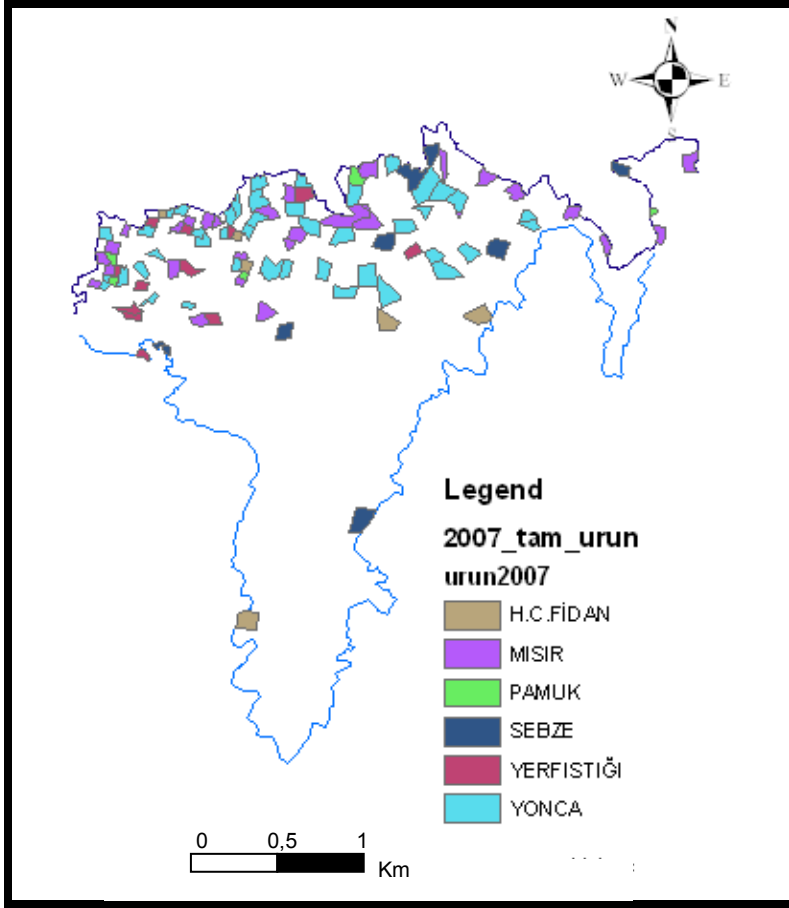 N
W E
S
Legend
2007_tam_urun
urun2007
H.C.FİDAN
MISIR
PAMUK
SEBZE
YERFISTIĞI
YONCA
0 0,5 1
Km